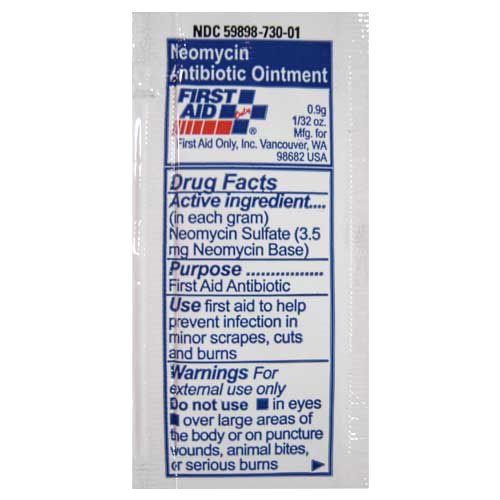 NDC 59898-730-01
Neomycin
Antibiotic Ointment
FIRST
AID
Only
®
0.9g
1/32 oz.
Mfg. for
First Aid Only, Inc. Vancouver, WA
98682 USA
Drug Facts
Active ingredient....
(in each gram)
Neomycin Sulfate (3.5
mg Neomycin Base)
Purpose ................
First Aid Antibiotic
Use first aid to help
prevent infection in
minor scrapes, cuts
and burns
Warnings For
external use only
Do not use ■ in eyes
■ over large areas of
the body or on puncture
wounds, animal bites,
or serious burns ►